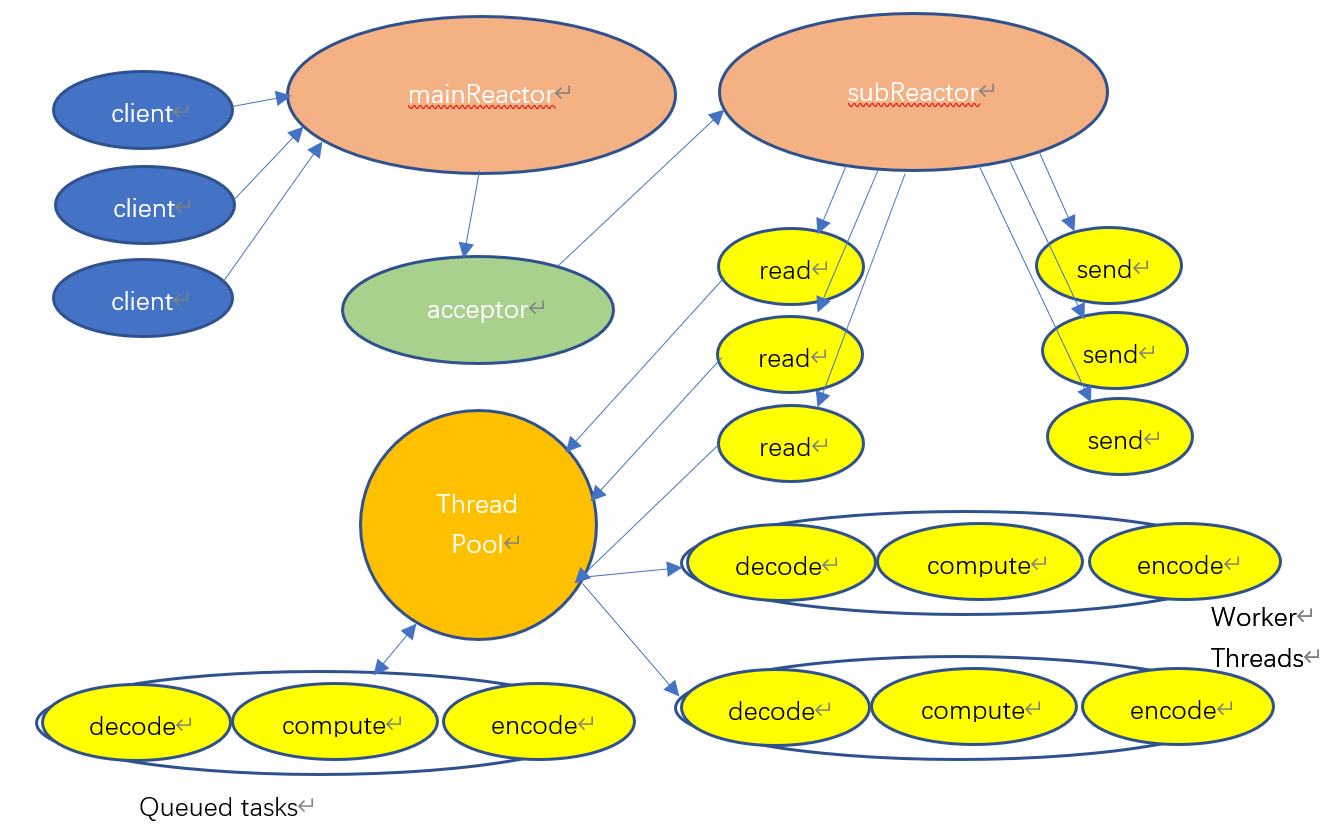 mainReactor
subReactor
client
client
client
acceptor
read
send
read
send
read
send
Thread
Pool
decode
compute
encode
Worker
Threads
decode
compute
encode
decode
compute
encode
Queued tasks